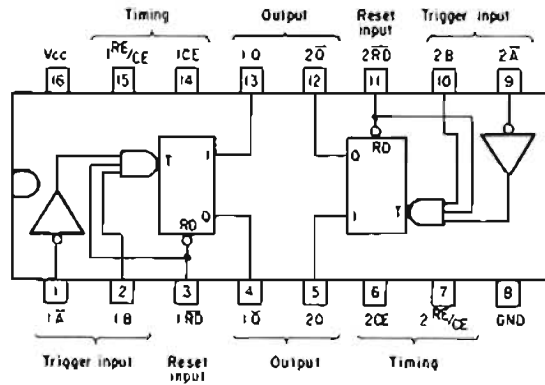 Timing Output Reset input Trigger input
Vcc 1RE/CE 1CE 1Q 2Q̅ 2R̅D̅ 2B 2A̅
16 15 14 13 12 11 10 9
T 1 Q RD
RD Q 1 T
1 2 3 4 5 6 7 8
1A̅ 1B 1R̅D̅ 1Q̅ 2Q 2CE 2RE/CE GND
Trigger input Reset input Output Timing